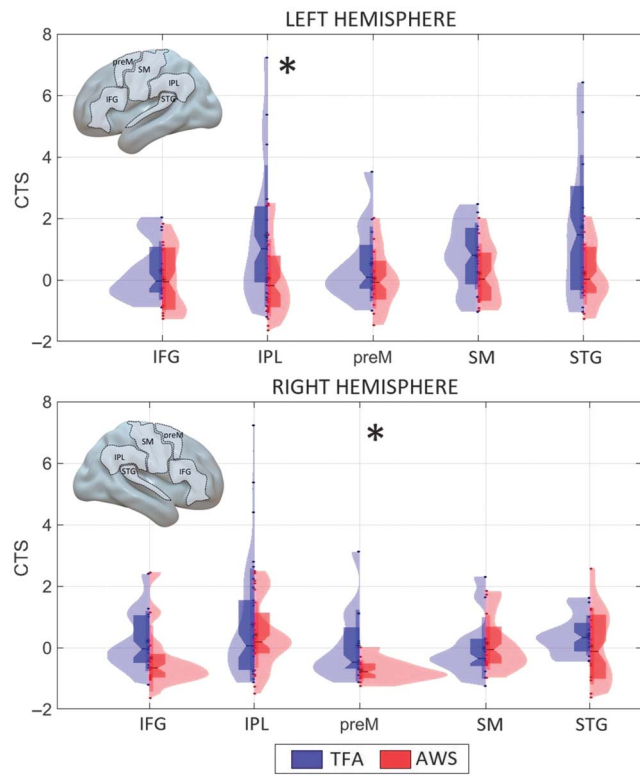 LEFT HEMISPHERE
8
6
4
2
0
−2
CTS
preM
SM
IPL
IFG
STG
*
IFG IPL preM SM STG
RIGHT HEMISPHERE
8
6
4
2
0
−2
CTS
SM
preM
IPL
STG
IFG
*
IFG IPL preM SM STG
TFA AWS